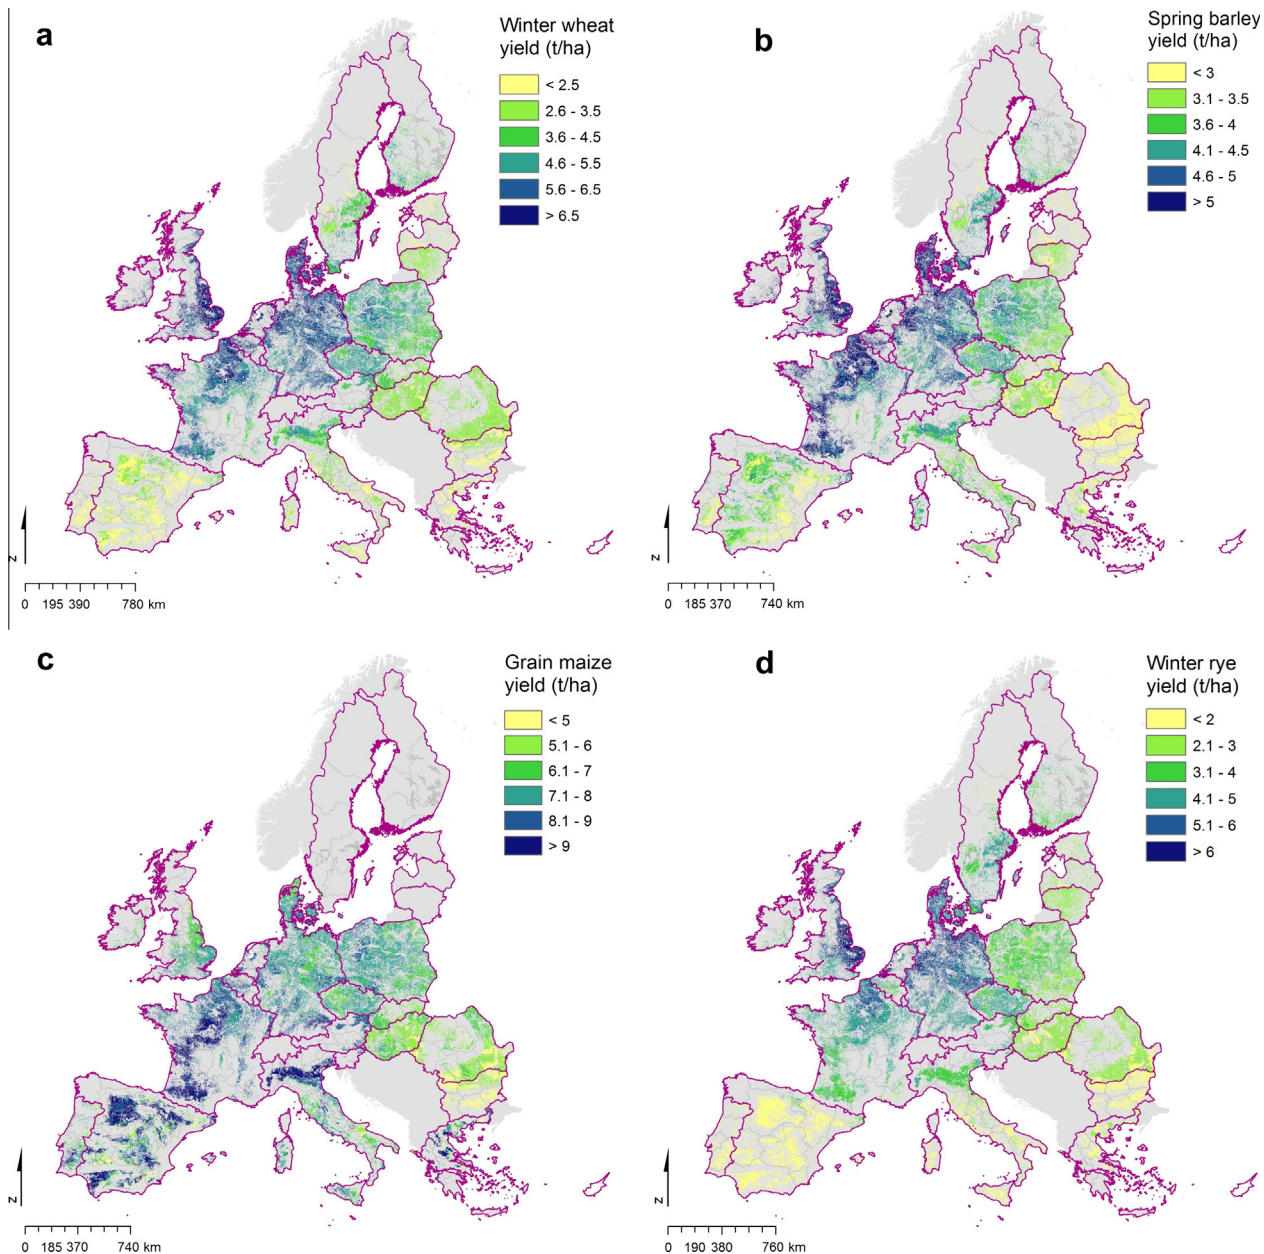 a
Winter wheat
yield (t/ha)
< 2.5
2.6 - 3.5
3.6 - 4.5
4.6 - 5.5
5.6 - 6.5
> 6.5
N
0 195 390 780 km
b
Spring barley
yield (t/ha)
< 3
3.1 - 3.5
3.6 - 4
4.1 - 4.5
4.6 - 5
> 5
N
0 185 370 740 km
c
Grain maize
yield (t/ha)
< 5
5.1 - 6
6.1 - 7
7.1 - 8
8.1 - 9
> 9
N
0 185 370 740 km
d
Winter rye
yield (t/ha)
< 2
2.1 - 3
3.1 - 4
4.1 - 5
5.1 - 6
> 6
N
0 190 380 760 km